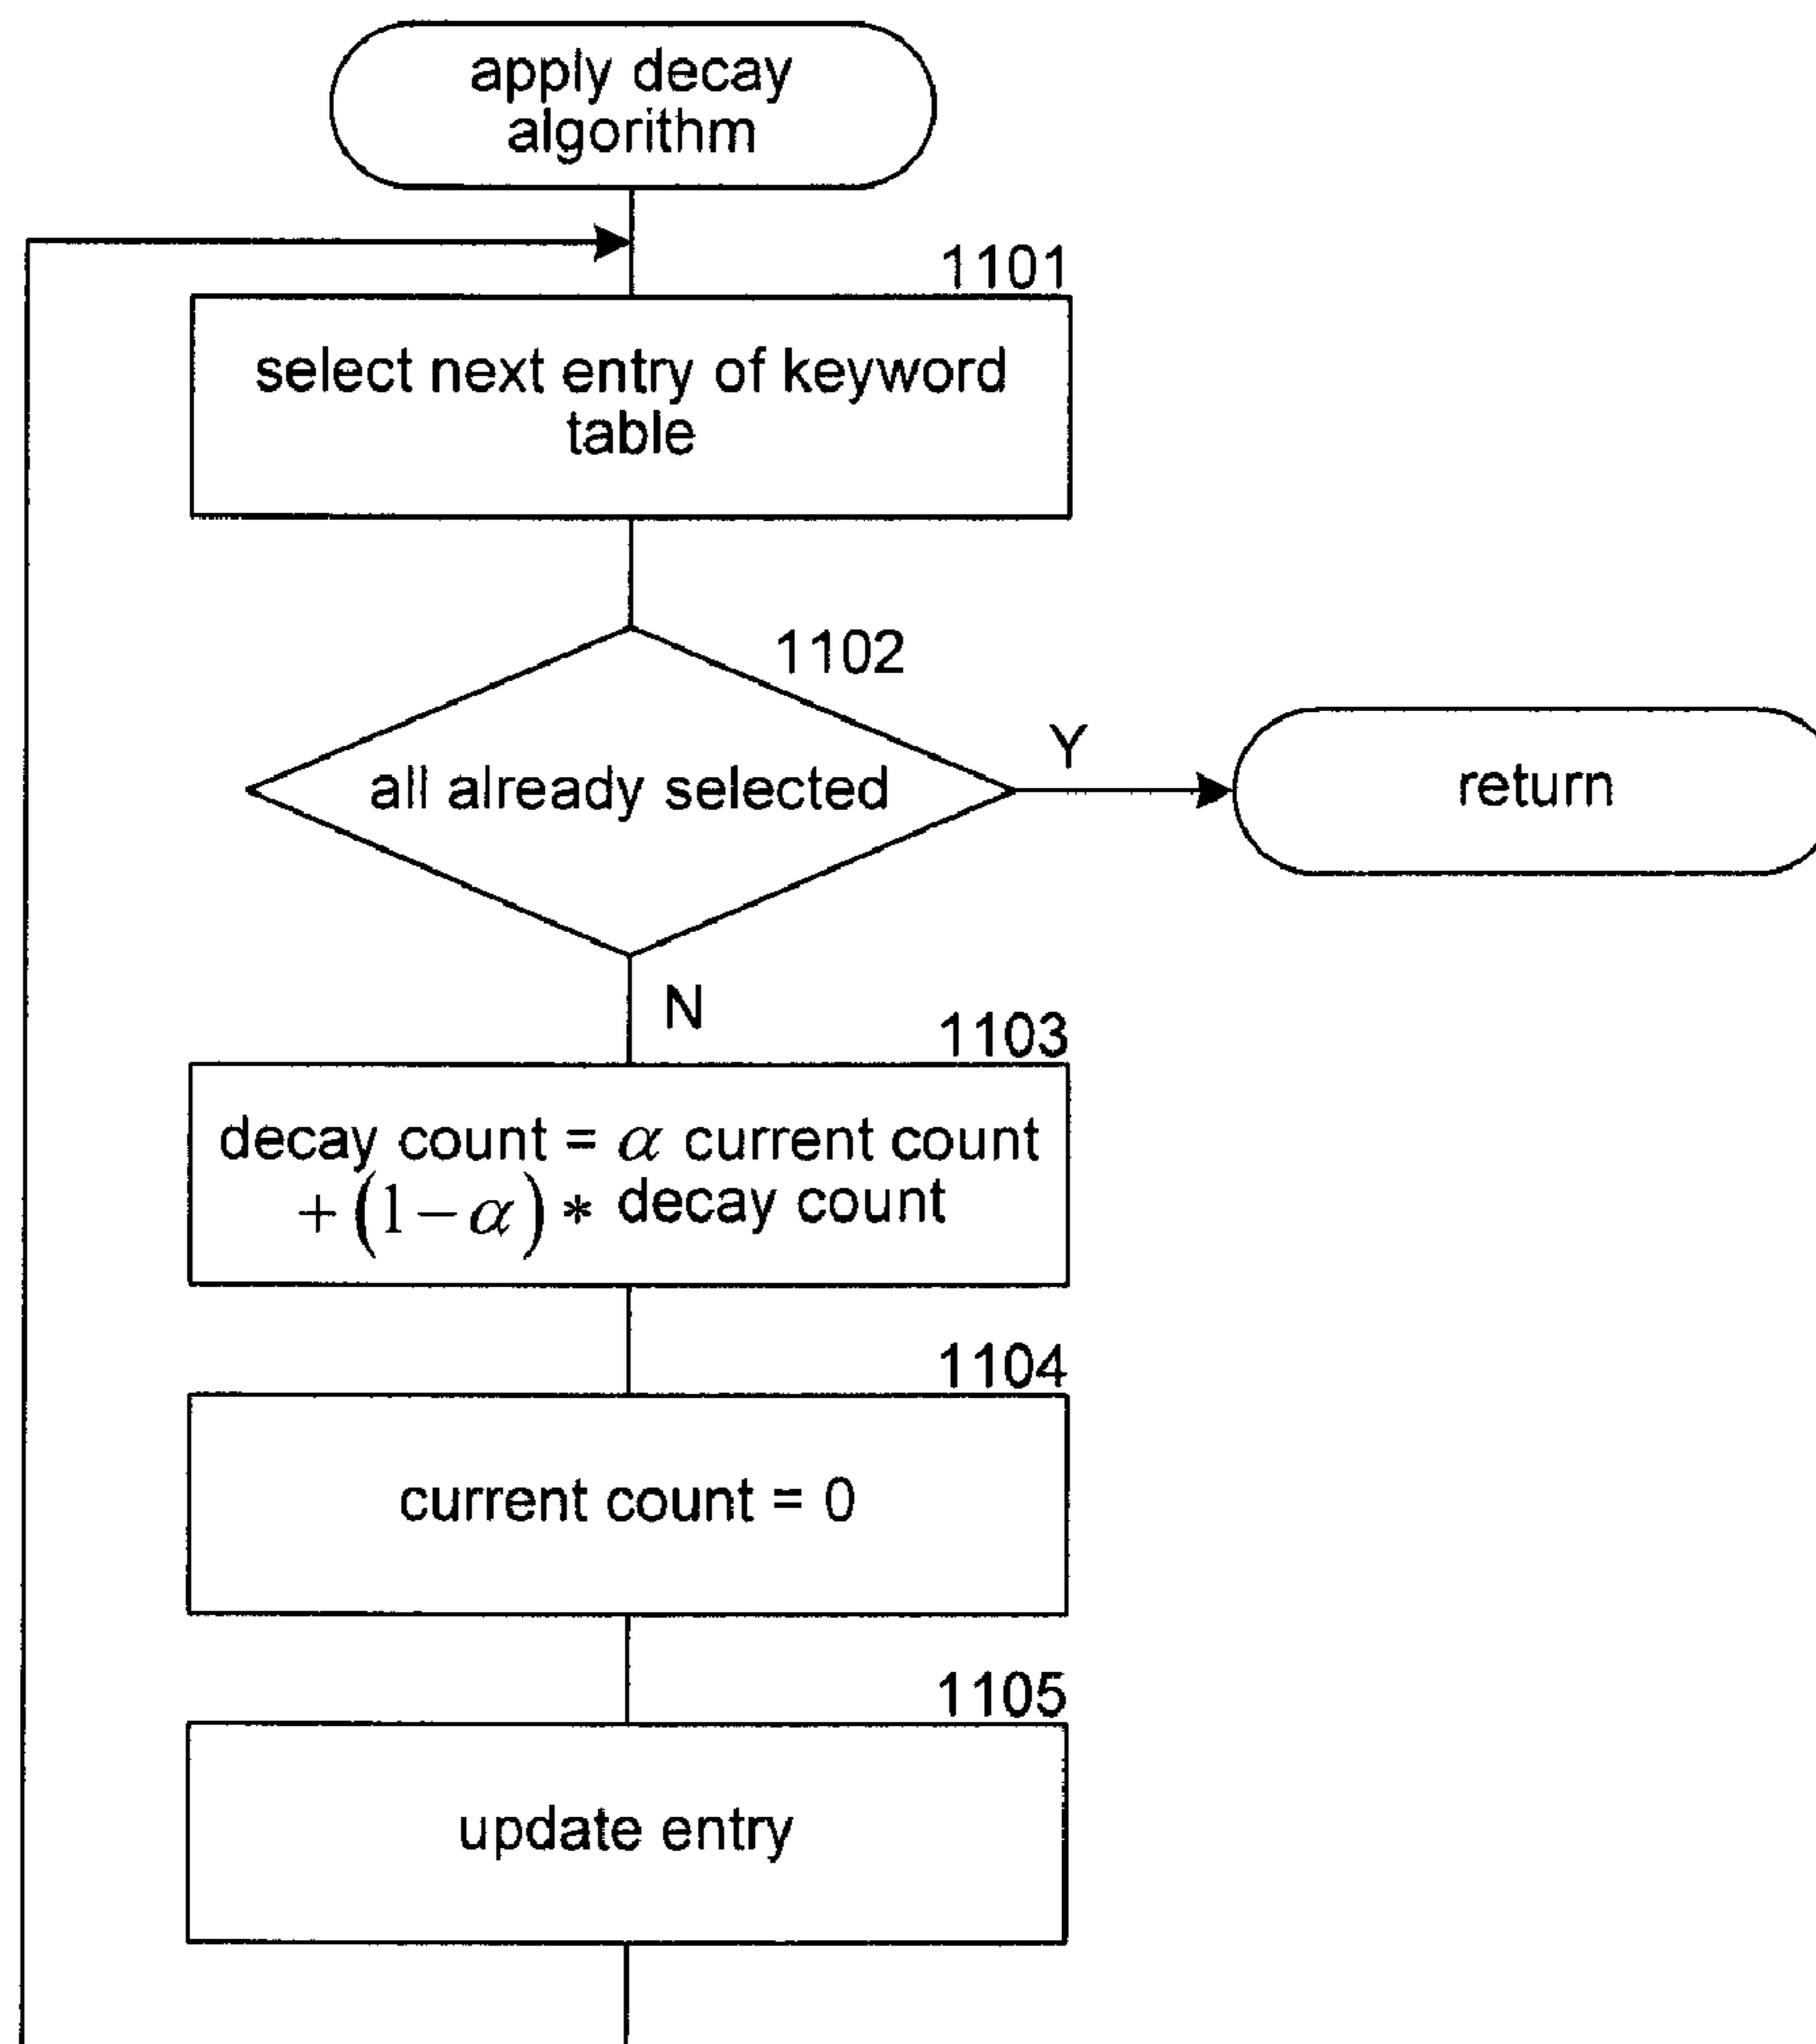 apply decay
algorithm
1101
select next entry of keyword
table
1102
all already selected
Y
return
N
1103
decay count = α current count
+ (1 − α) * decay count
1104
current count = 0
1105
update entry